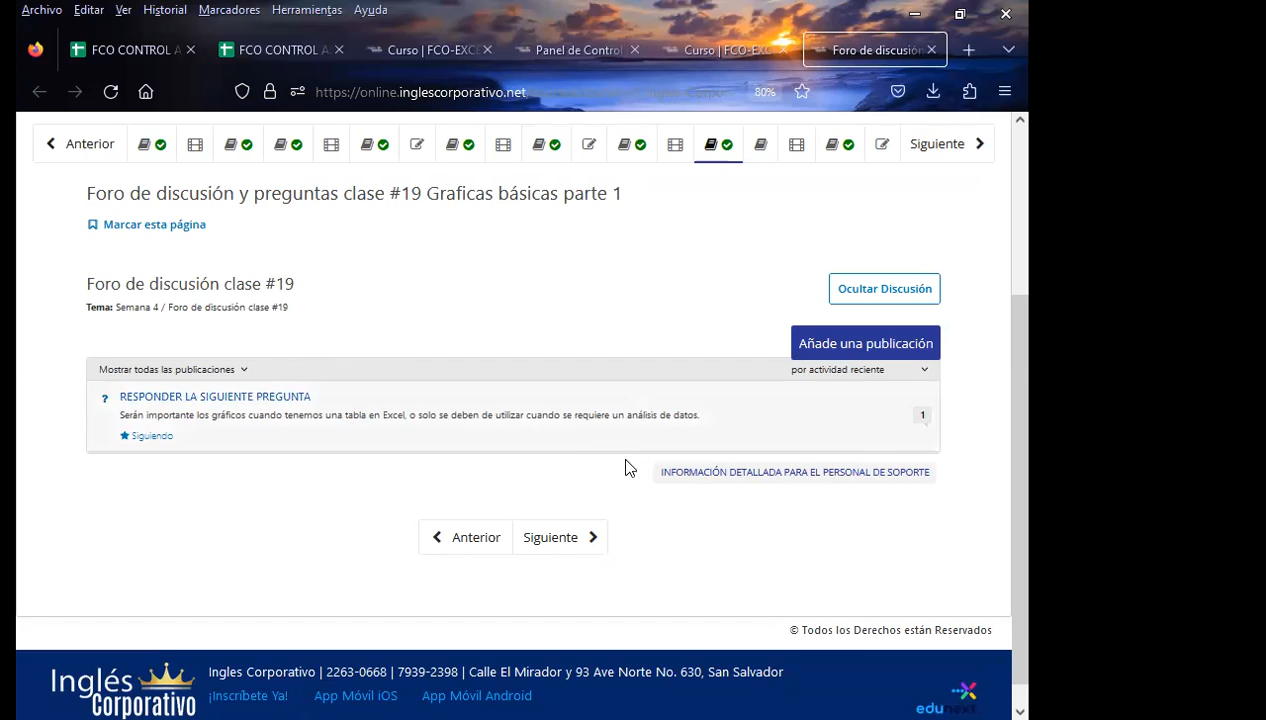 Archivo Editar Ver Historial Marcadores Herramientas Ayuda
FCO CONTROL A FCO CONTROL A Curso | FCO-EXCE Panel de Control Curso | FCO-EX Foro de discusión
https://online.inglescorporativo.net 80%
Anterior Siguiente
Foro de discusión y preguntas clase #19 Graficas básicas parte 1
Marcar esta página
Foro de discusión clase #19
Ocultar Discusión
Tema: Semana 4 / Foro de discusión clase #19
Añade una publicación
Mostrar todas las publicaciones por actividad reciente
? RESPONDER LA SIGUIENTE PREGUNTA
Serán importante los gráficos cuando tenemos una tabla en Excel, o solo se deben de utilizar cuando se requiere un análisis de datos. 1
Siguiendo
INFORMACIÓN DETALLADA PARA EL PERSONAL DE SOPORTE
Anterior Siguiente
© Todos los Derechos están Reservados
Inglés Corporativo
Ingles Corporativo | 2263-0668 | 7939-2398 | Calle El Mirador y 93 Ave Norte No. 630, San Salvador
¡Inscríbete Ya! App Móvil iOS App Móvil Android
edunext